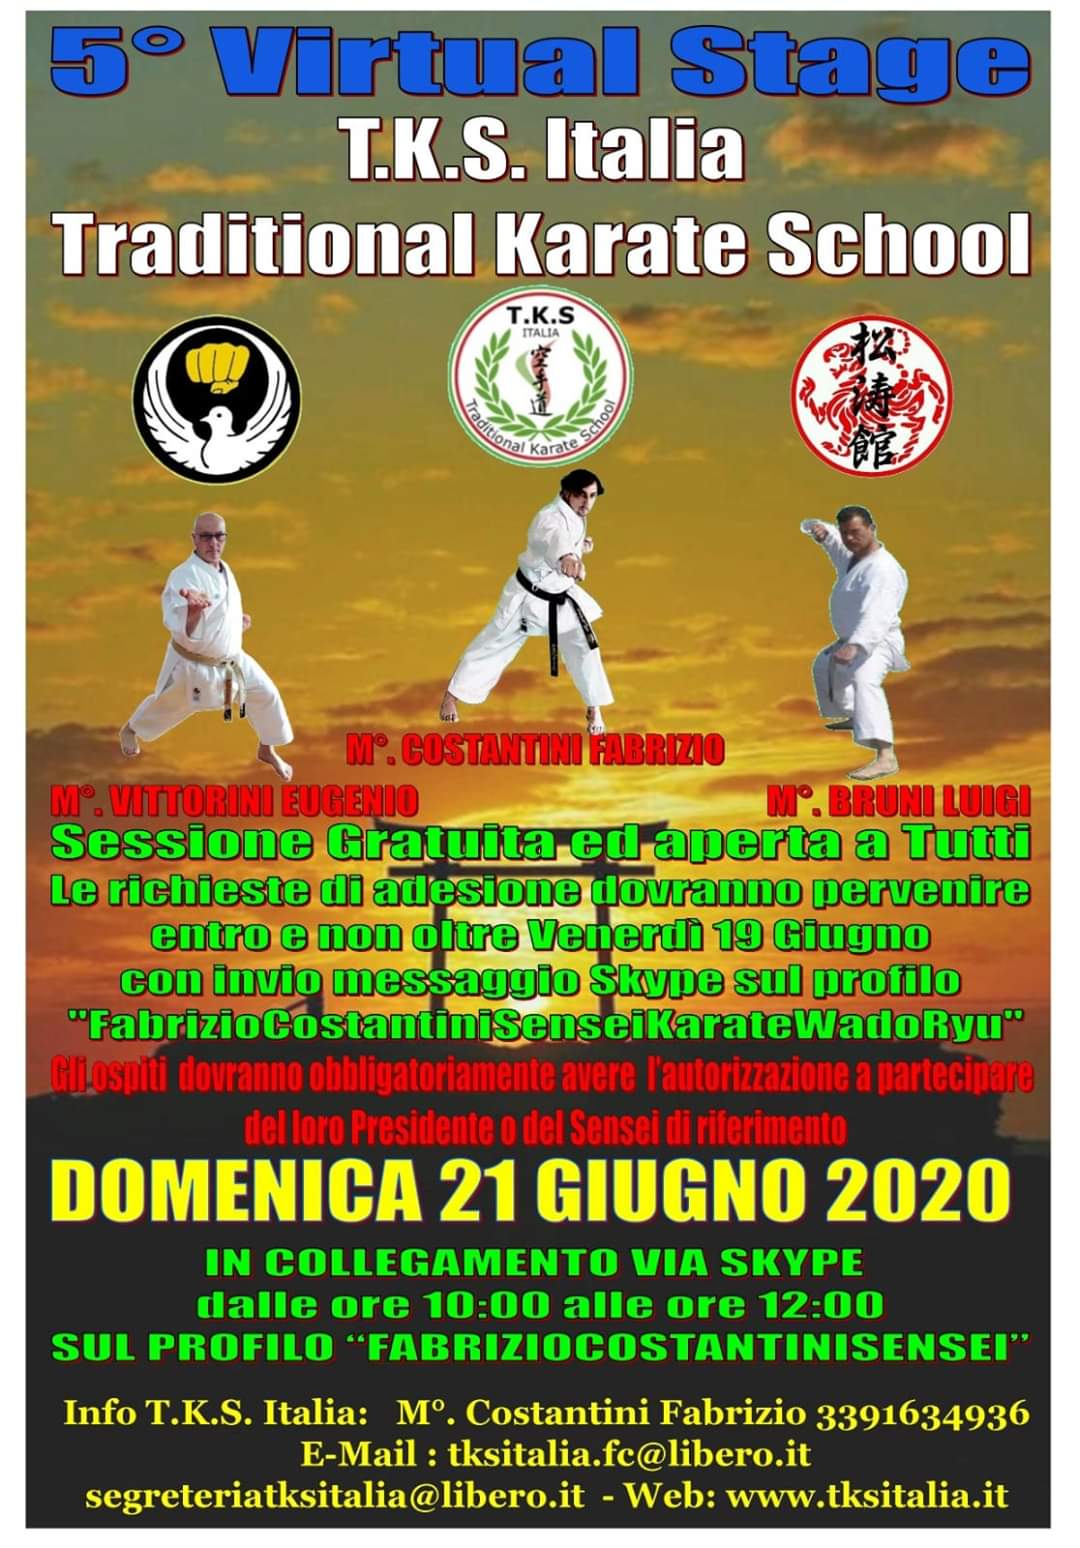 5° Virtual Stage
T.K.S. Italia
Traditional Karate School
T.K.S
ITALIA
空手道
Traditional Karate School
松
涛
館
M°. COSTANTINI FABRIZIO
M°. VITTORINI EUGENIO
M°. BRUNI LUIGI
Sessione Gratuita ed aperta a Tutti
Le richieste di adesione dovranno pervenire
entro e non oltre Venerdì 19 Giugno
con invio messaggio Skype sul profilo
"FabrizioCostantiniSenseiKarateWadoRyu"
Gli ospiti dovranno obbligatoriamente avere l'autorizzazione a partecipare
del loro Presidente o del Sensei di riferimento
DOMENICA 21 GIUGNO 2020
IN COLLEGAMENTO VIA SKYPE
dalle ore 10:00 alle ore 12:00
SUL PROFILO “FABRIZIOCOSTANTINISENSEI”
Info T.K.S. Italia: M°. Costantini Fabrizio 3391634936
E-Mail : tksitalia.fc@libero.it
segreteriatksitalia@libero.it - Web: www.tksitalia.it